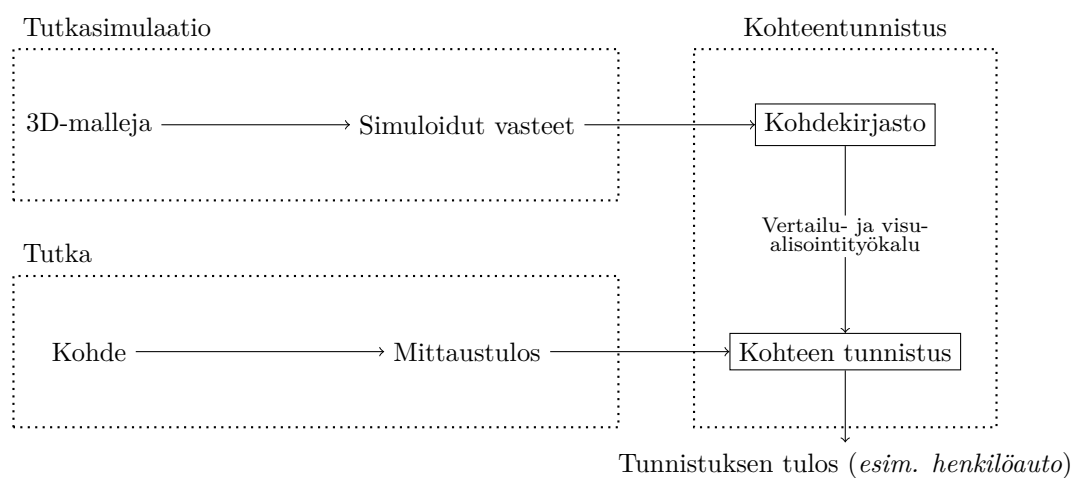 Tutkasimulaatio
Kohteentunnistus
3D-malleja
Simuloidut vasteet
Kohdekirjasto
Vertailu- ja visu-
alisointityökalu
Tutka
Kohde
Mittaustulos
Kohteen tunnistus
Tunnistuksen tulos (esim. henkilöauto)